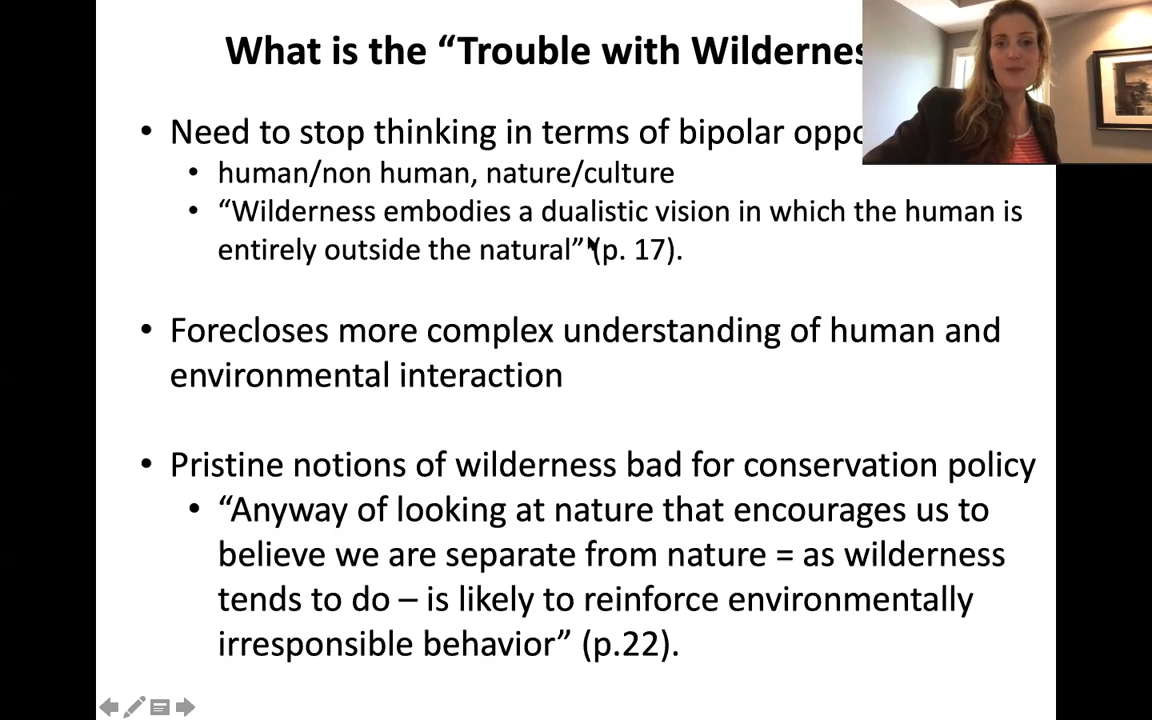 What is the “Trouble with Wildernes
• Need to stop thinking in terms of bipolar oppo
• human/non human, nature/culture
• “Wilderness embodies a dualistic vision in which the human is
entirely outside the natural” (p. 17).
• Forecloses more complex understanding of human and
environmental interaction
• Pristine notions of wilderness bad for conservation policy
• “Anyway of looking at nature that encourages us to
believe we are separate from nature = as wilderness
tends to do – is likely to reinforce environmentally
irresponsible behavior” (p.22).